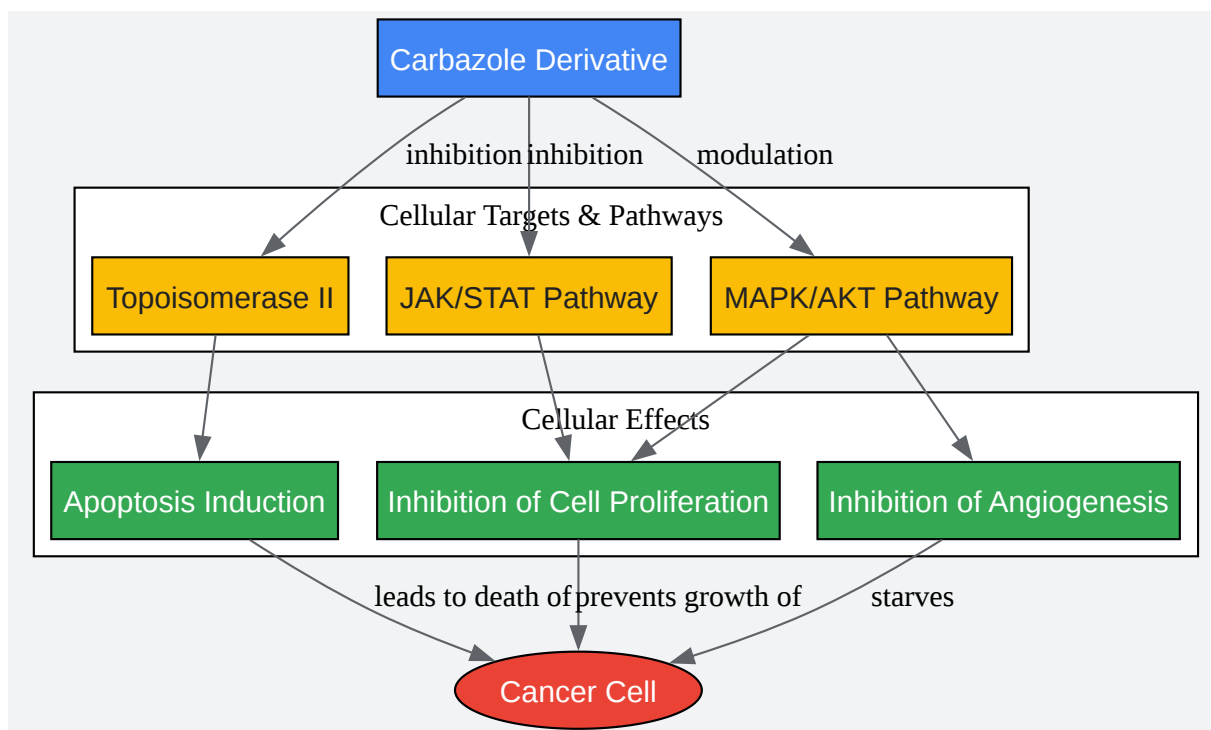 Carbazole Derivative
inhibition inhibition modulation
Cellular Targets & Pathways
Topoisomerase II JAK/STAT Pathway MAPK/AKT Pathway
Cellular Effects
Apoptosis Induction Inhibition of Cell Proliferation Inhibition of Angiogenesis
leads to death of prevents growth of starves
Cancer Cell